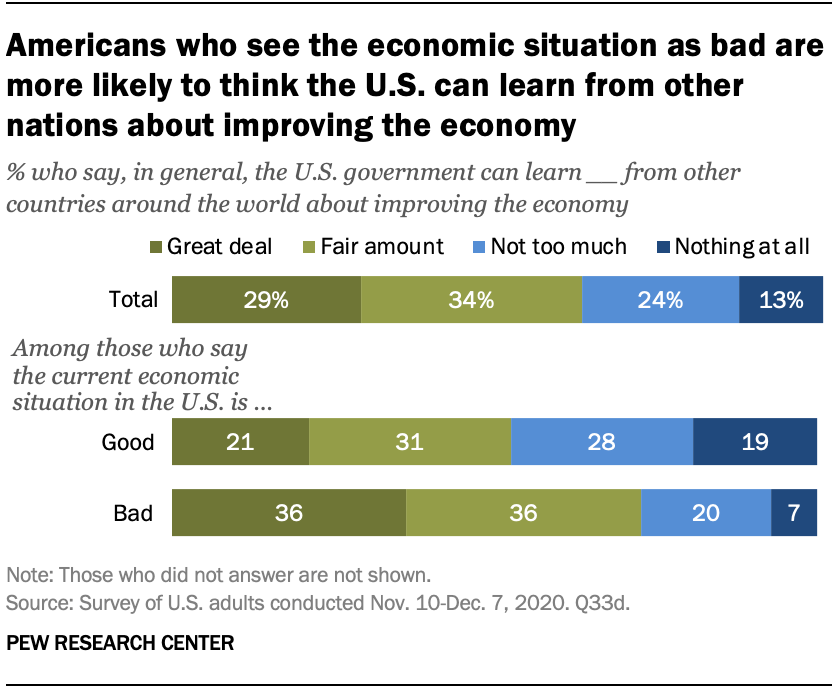 Americans who see the economic situation as bad are
more likely to think the U.S. can learn from other
nations about improving the economy
% who say, in general, the U.S. government can learn __ from other
countries around the world about improving the economy
Great deal Fair amount Not too much Nothing at all
Total 29% 34% 24% 13%
Among those who say
the current economic
situation in the U.S. is ...
Good 21 31 28 19
Bad 36 36 20 7
Note: Those who did not answer are not shown.
Source: Survey of U.S. adults conducted Nov. 10-Dec. 7, 2020. Q33d.
PEW RESEARCH CENTER